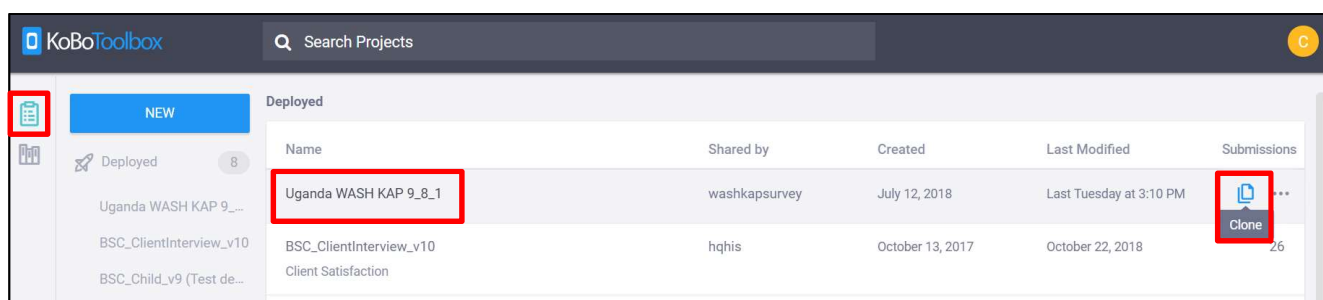 KoBoToolbox
Search Projects
C
NEW
Deployed 8
Uganda WASH KAP 9_...
BSC_ClientInterview_v10
BSC_Child_v9 (Test de...
Deployed
Name Shared by Created Last Modified Submissions
Uganda WASH KAP 9_8_1 washkapsurvey July 12, 2018 Last Tuesday at 3:10 PM
Clone
BSC_ClientInterview_v10 hqhis October 13, 2017 October 22, 2018 26
Client Satisfaction